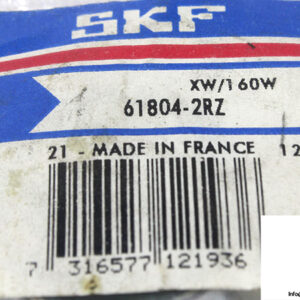 SKF
XW/160W
61804-2RZ
21 - MADE IN FRANCE 12
7 316577 121936